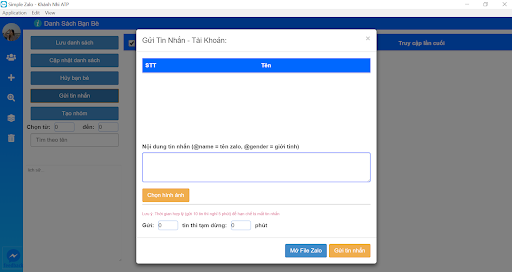 Simple Zalo - Khánh Mkt ATP
Application Edit View
Danh Sách Bạn Bè
Lưu danh sách
Cập nhật danh sách
Hủy bạn bè
Gửi tin nhắn
Tạo nhóm
Chọn từ: 0 đến: 0
Tìm theo tên
Truy cập lần cuối
Gửi Tin Nhắn - Tài Khoản: ×
STT Tên
Nội dung tin nhắn (@name = tên zalo, @gender = giới tính)
Chọn hình ảnh
Gửi: 0 tin thì tạm dừng: 0 phút
Mở File Zalo Gửi tin nhắn